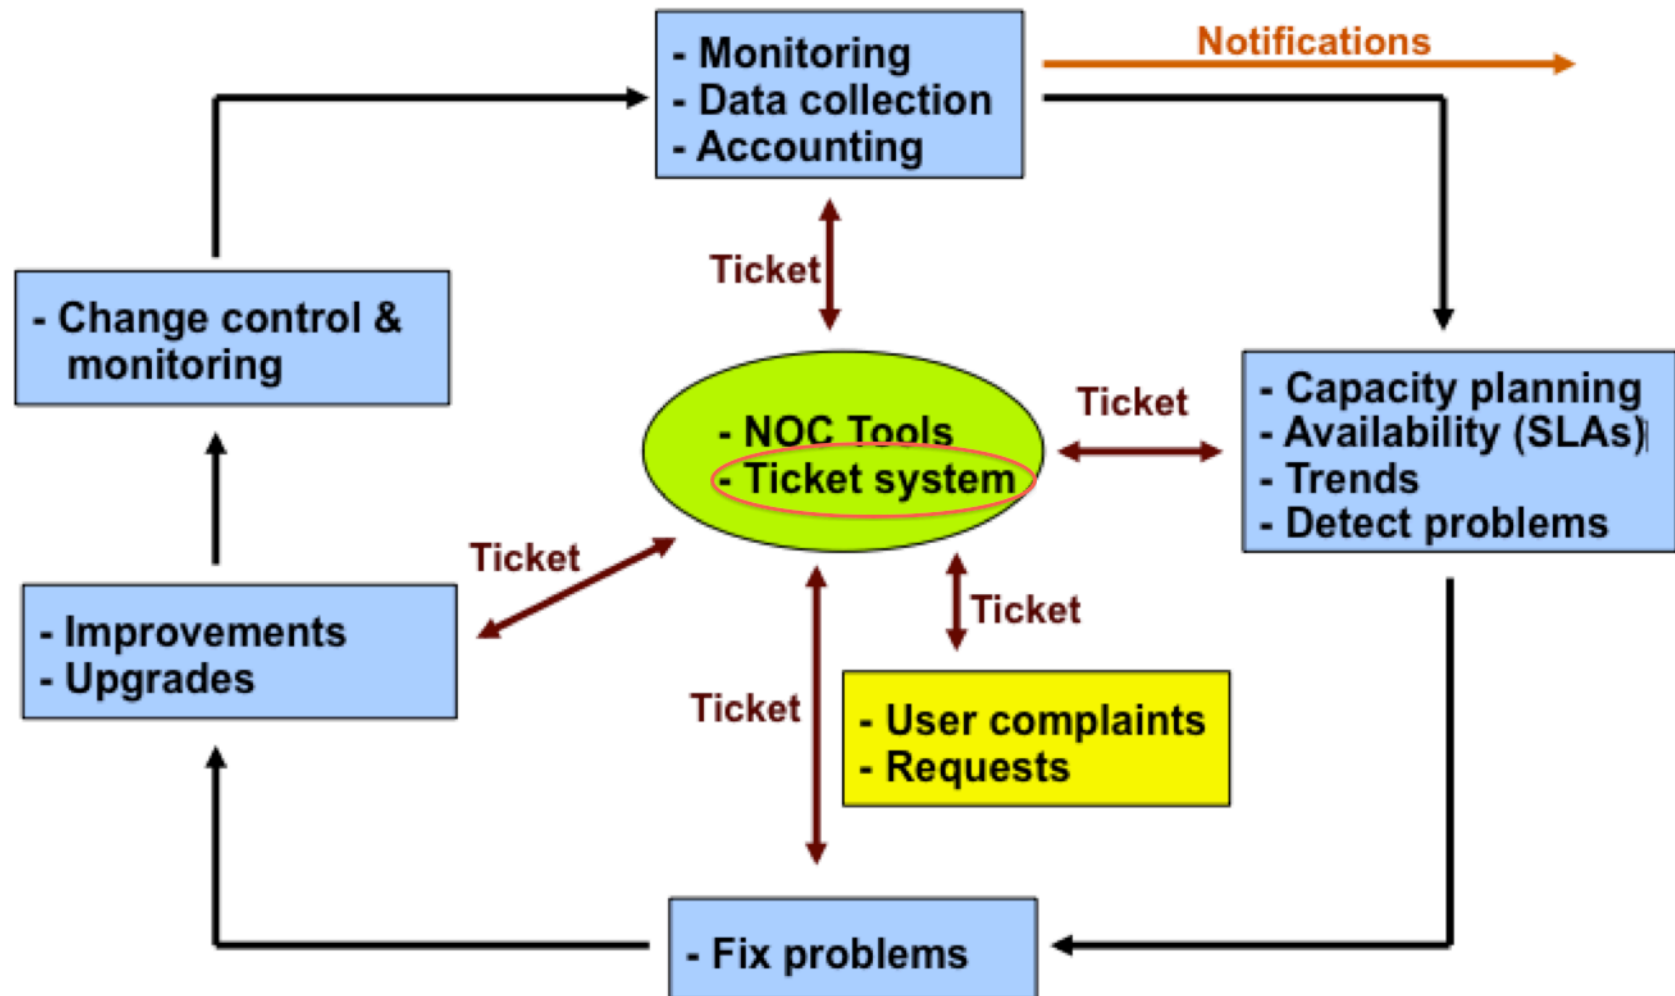 - Monitoring
- Data collection
- Accounting
Notifications
Ticket
- Change control &
monitoring
- NOC Tools
- Ticket system
Ticket
- Capacity planning
- Availability (SLAs)
- Trends
- Detect problems
Ticket
- Improvements
- Upgrades
Ticket
Ticket
- User complaints
- Requests
- Fix problems